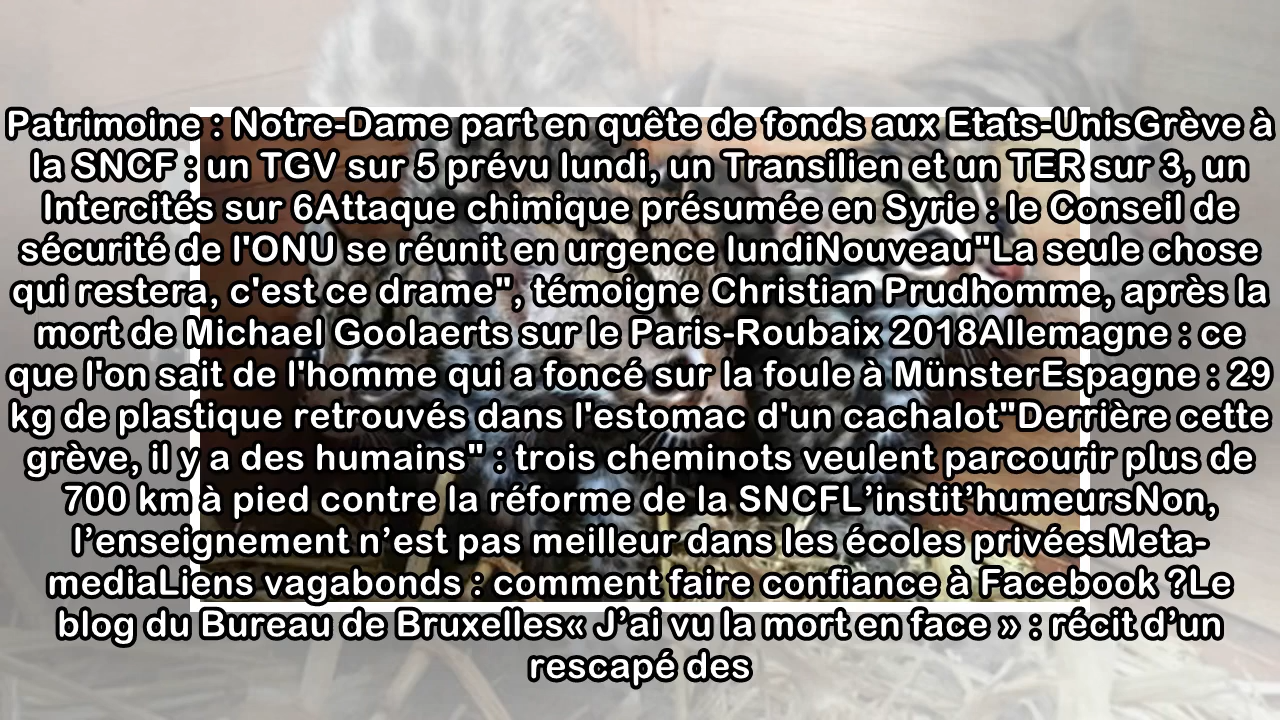 Patrimoine : Notre-Dame part en quête de fonds aux Etats-UnisGrève à
la SNCF : un TGV sur 5 prévu lundi, un Transilien et un TER sur 3, un
Intercités sur 6Attaque chimique présumée en Syrie : le Conseil de
sécurité de l'ONU se réunit en urgence lundiNouveau"La seule chose
qui restera, c'est ce drame", témoigne Christian Prudhomme, après la
mort de Michael Goolaerts sur le Paris-Roubaix 2018Allemagne : ce
que l'on sait de l'homme qui a foncé sur la foule à MünsterEspagne : 29
kg de plastique retrouvés dans l'estomac d'un cachalot"Derrière cette
grève, il y a des humains" : trois cheminots veulent parcourir plus de
700 km à pied contre la réforme de la SNCFL’instit’humeursNon,
l’enseignement n’est pas meilleur dans les écoles privéesMeta-
mediaLiens vagabonds : comment faire confiance à Facebook ?Le
blog du Bureau de Bruxelles« J’ai vu la mort en face » : récit d’un
rescapé des